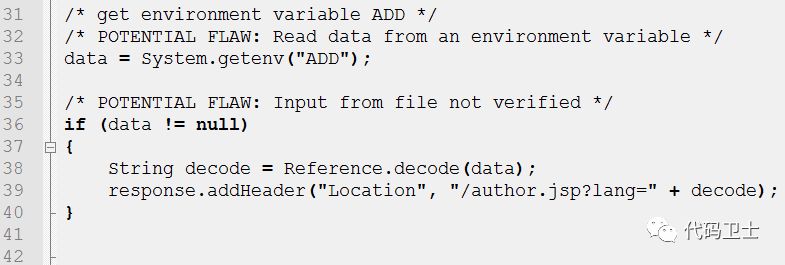 31 /* get environment variable ADD */
32 /* POTENTIAL FLAW: Read data from an environment variable */
33 data = System.getenv("ADD");
34
35 /* POTENTIAL FLAW: Input from file not verified */
36 if (data != null)
37 {
38 String decode = Reference.decode(data);
39 response.addHeader("Location", "/author.jsp?lang=" + decode);
40 }
41
42
代码卫士